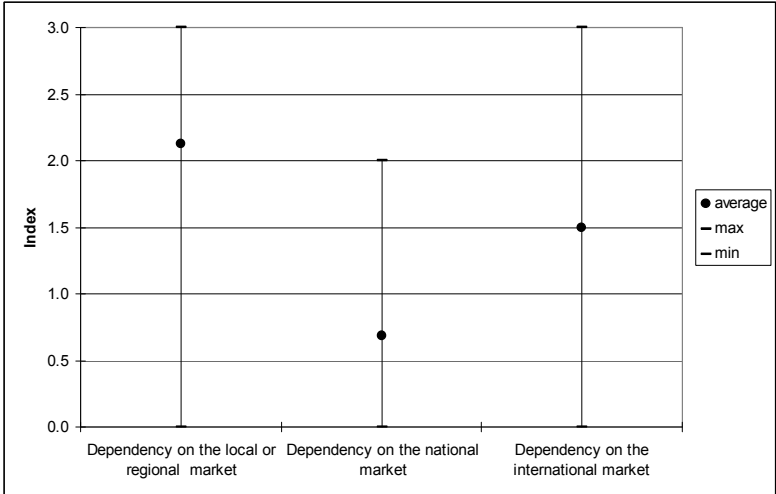 3.0
2.5
2.0
1.5
1.0
0.5
0.0
Index
Dependency on the local or
regional market
Dependency on the national
market
Dependency on the
international market
average
max
min